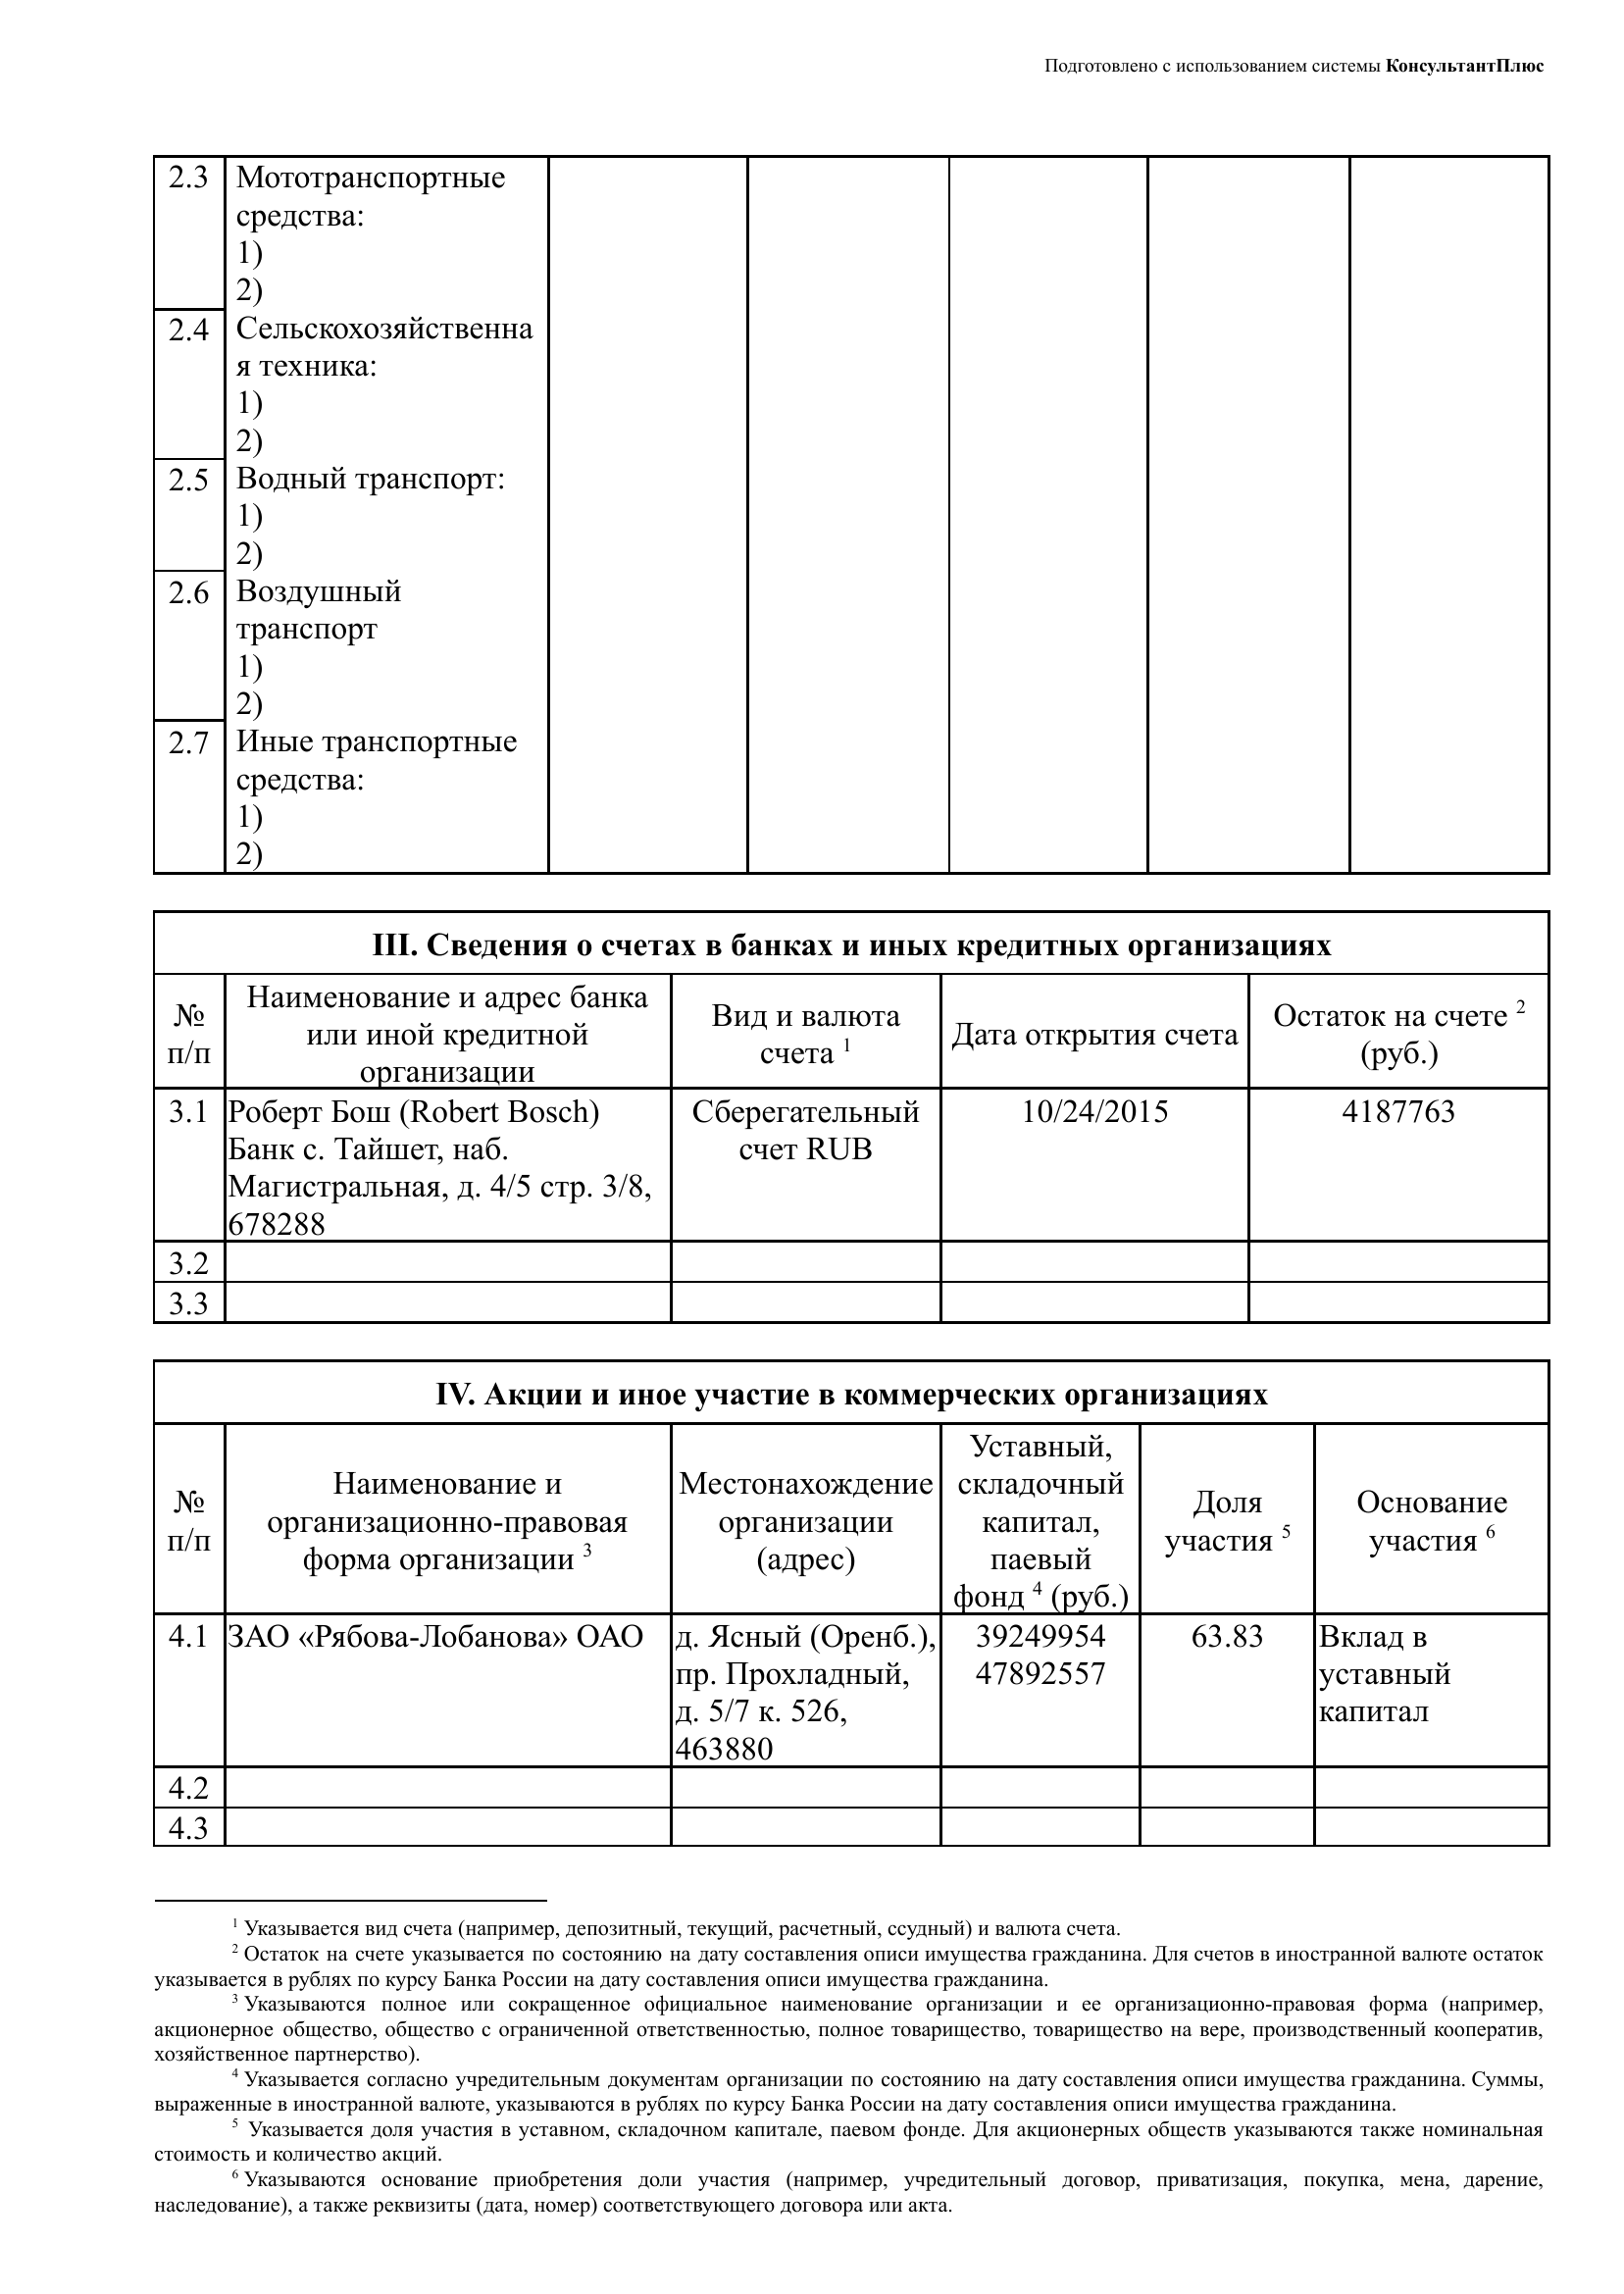 Подготовлено с использованием системы КонсультантПлюс
2.3 Мототранспортные
средства:
1)
2)
2.4 Сельскохозяйственна
я техника:
1)
2)
2.5 Водный транспорт:
1)
2)
2.6 Воздушный
транспорт
1)
2)
2.7 Иные транспортные
средства:
1)
2)
III. Сведения о счетах в банках и иных кредитных организациях
№
п/п
Наименование и адрес банка
или иной кредитной
организации
Вид и валюта
счета 1
Дата открытия счета
Остаток на счете 2
(руб.)
3.1
Роберт Бош (Robert Bosch)
Банк с. Тайшет, наб.
Магистральная, д. 4/5 стр. 3/8,
678288
Сберегательный
счет RUB
10/24/2015
4187763
3.2
3.3
IV. Акции и иное участие в коммерческих организациях
№
п/п
Наименование и
организационно-правовая
форма организации 3
Местонахождение
организации
(адрес)
Уставный,
складочный
капитал,
паевый
фонд 4 (руб.)
Доля
участия 5
Основание
участия 6
4.1
ЗАО «Рябова-Лобанова» ОАО
д. Ясный (Оренб.),
пр. Прохладный,
д. 5/7 к. 526,
463880
39249954
47892557
63.83
Вклад в
уставный
капитал
4.2
4.3
1 Указывается вид счета (например, депозитный, текущий, расчетный, ссудный) и валюта счета.
2 Остаток на счете указывается по состоянию на дату составления описи имущества гражданина. Для счетов в иностранной валюте остаток
указывается в рублях по курсу Банка России на дату составления описи имущества гражданина.
3 Указываются полное или сокращенное официальное наименование организации и ее организационно-правовая форма (например,
акционерное общество, общество с ограниченной ответственностью, полное товарищество, товарищество на вере, производственный кооператив,
хозяйственное партнерство).
4 Указывается согласно учредительным документам организации по состоянию на дату составления описи имущества гражданина. Суммы,
выраженные в иностранной валюте, указываются в рублях по курсу Банка России на дату составления описи имущества гражданина.
5 Указывается доля участия в уставном, складочном капитале, паевом фонде. Для акционерных обществ указываются также номинальная
стоимость и количество акций.
6 Указываются основание приобретения доли участия (например, учредительный договор, приватизация, покупка, мена, дарение,
наследование), а также реквизиты (дата, номер) соответствующего договора или акта.